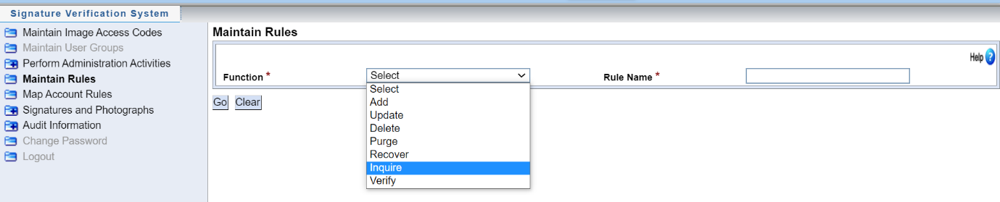 Signature Verification System
Maintain Image Access Codes
Maintain User Groups
Perform Administration Activities
Maintain Rules
Map Account Rules
Signatures and Photographs
Audit Information
Change Password
Logout
Maintain Rules
Help ?
Function * Select Rule Name *
Select
Add
Update
Delete
Purge
Recover
Inquire
Verify
Go Clear